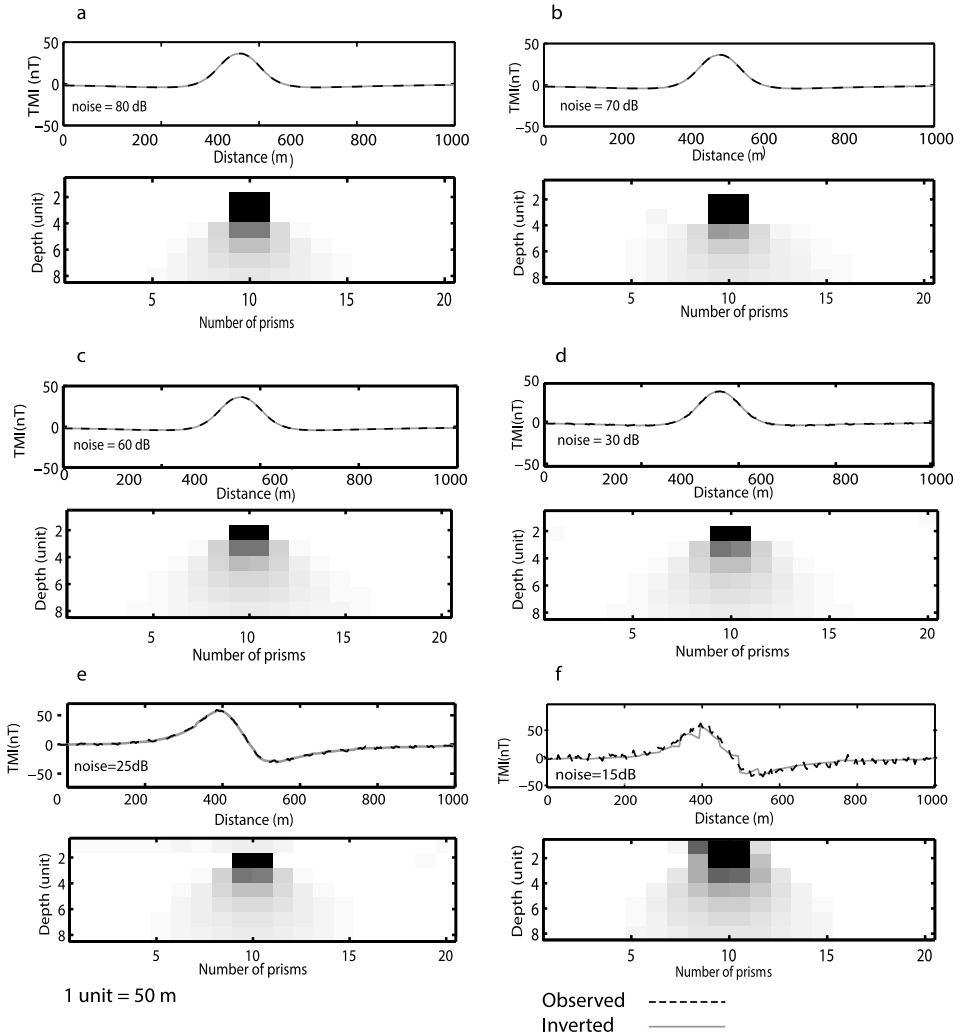 a
50
0
−50
TMI (nT)
noise = 80 dB
0 200 400 600 800 1000
Distance (m)
2
4
6
8
Depth (unit)
5 10 15 20
Number of prisms
b
50
0
−50
TMI(nT)
noise = 70 dB
0 200 400 600 800 1000
Distance (m)
2
4
6
8
Depth (unit)
5 10 15 20
Number of prisms
c
50
0
−50
TMI(nT)
noise = 60 dB
0 200 400 600 800 1000
Distance (m)
2
4
6
8
Depth (unit)
5 10 15 20
Number of prisms
d
50
0
−50
TMI(nT)
noise = 30 dB
0 200 400 600 800 1000
Distance (m)
2
4
6
8
Depth (unit)
5 10 15 20
Number of prisms
e
50
0
−50
TMI(nT)
noise=25dB
0 200 400 600 800 1000
Distance (m)
2
4
6
8
Depth (unit)
5 10 15 20
Number of prisms
f
50
0
−50
TMI(nT)
noise=15dB
0 200 400 600 800 1000
Distance (m)
2
4
6
8
Depth (unit)
5 10 15 20
Number of prisms
1 unit = 50 m
Observed
Inverted